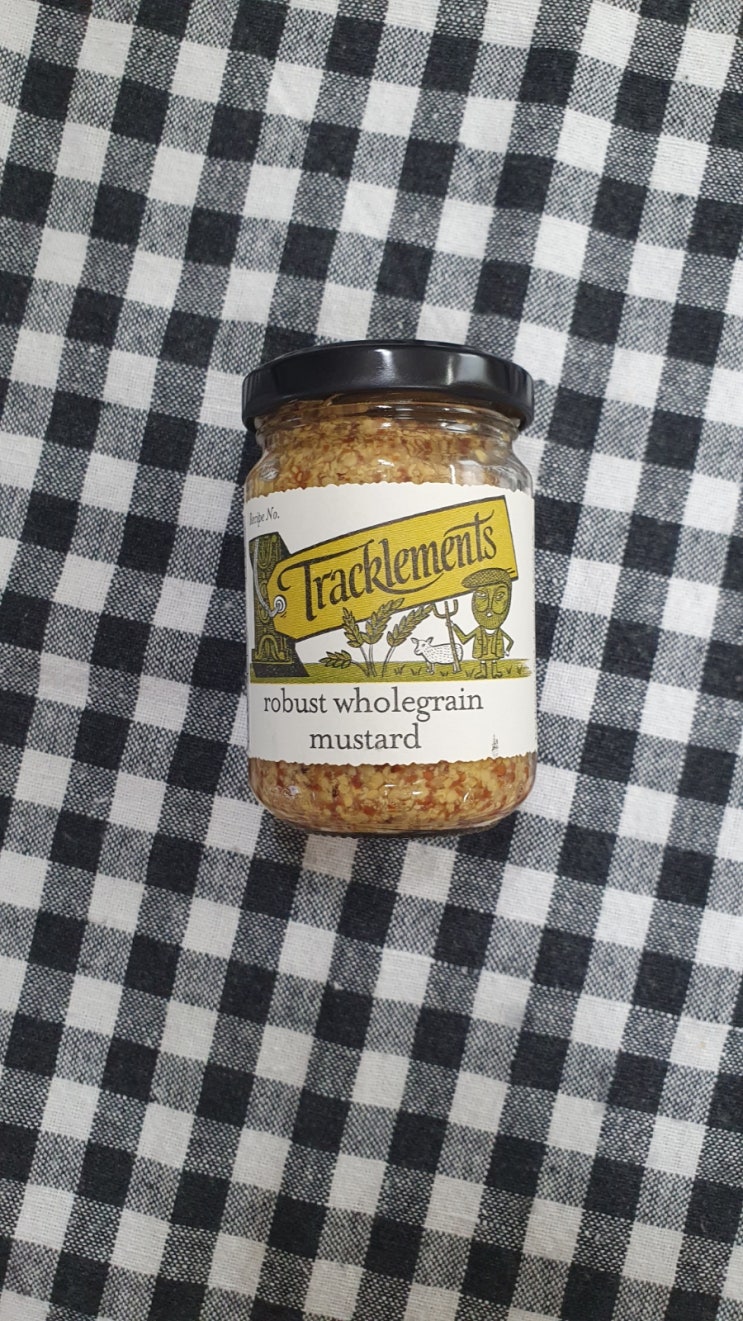 Recipe No.
Tracklements
robust wholegrain
mustard